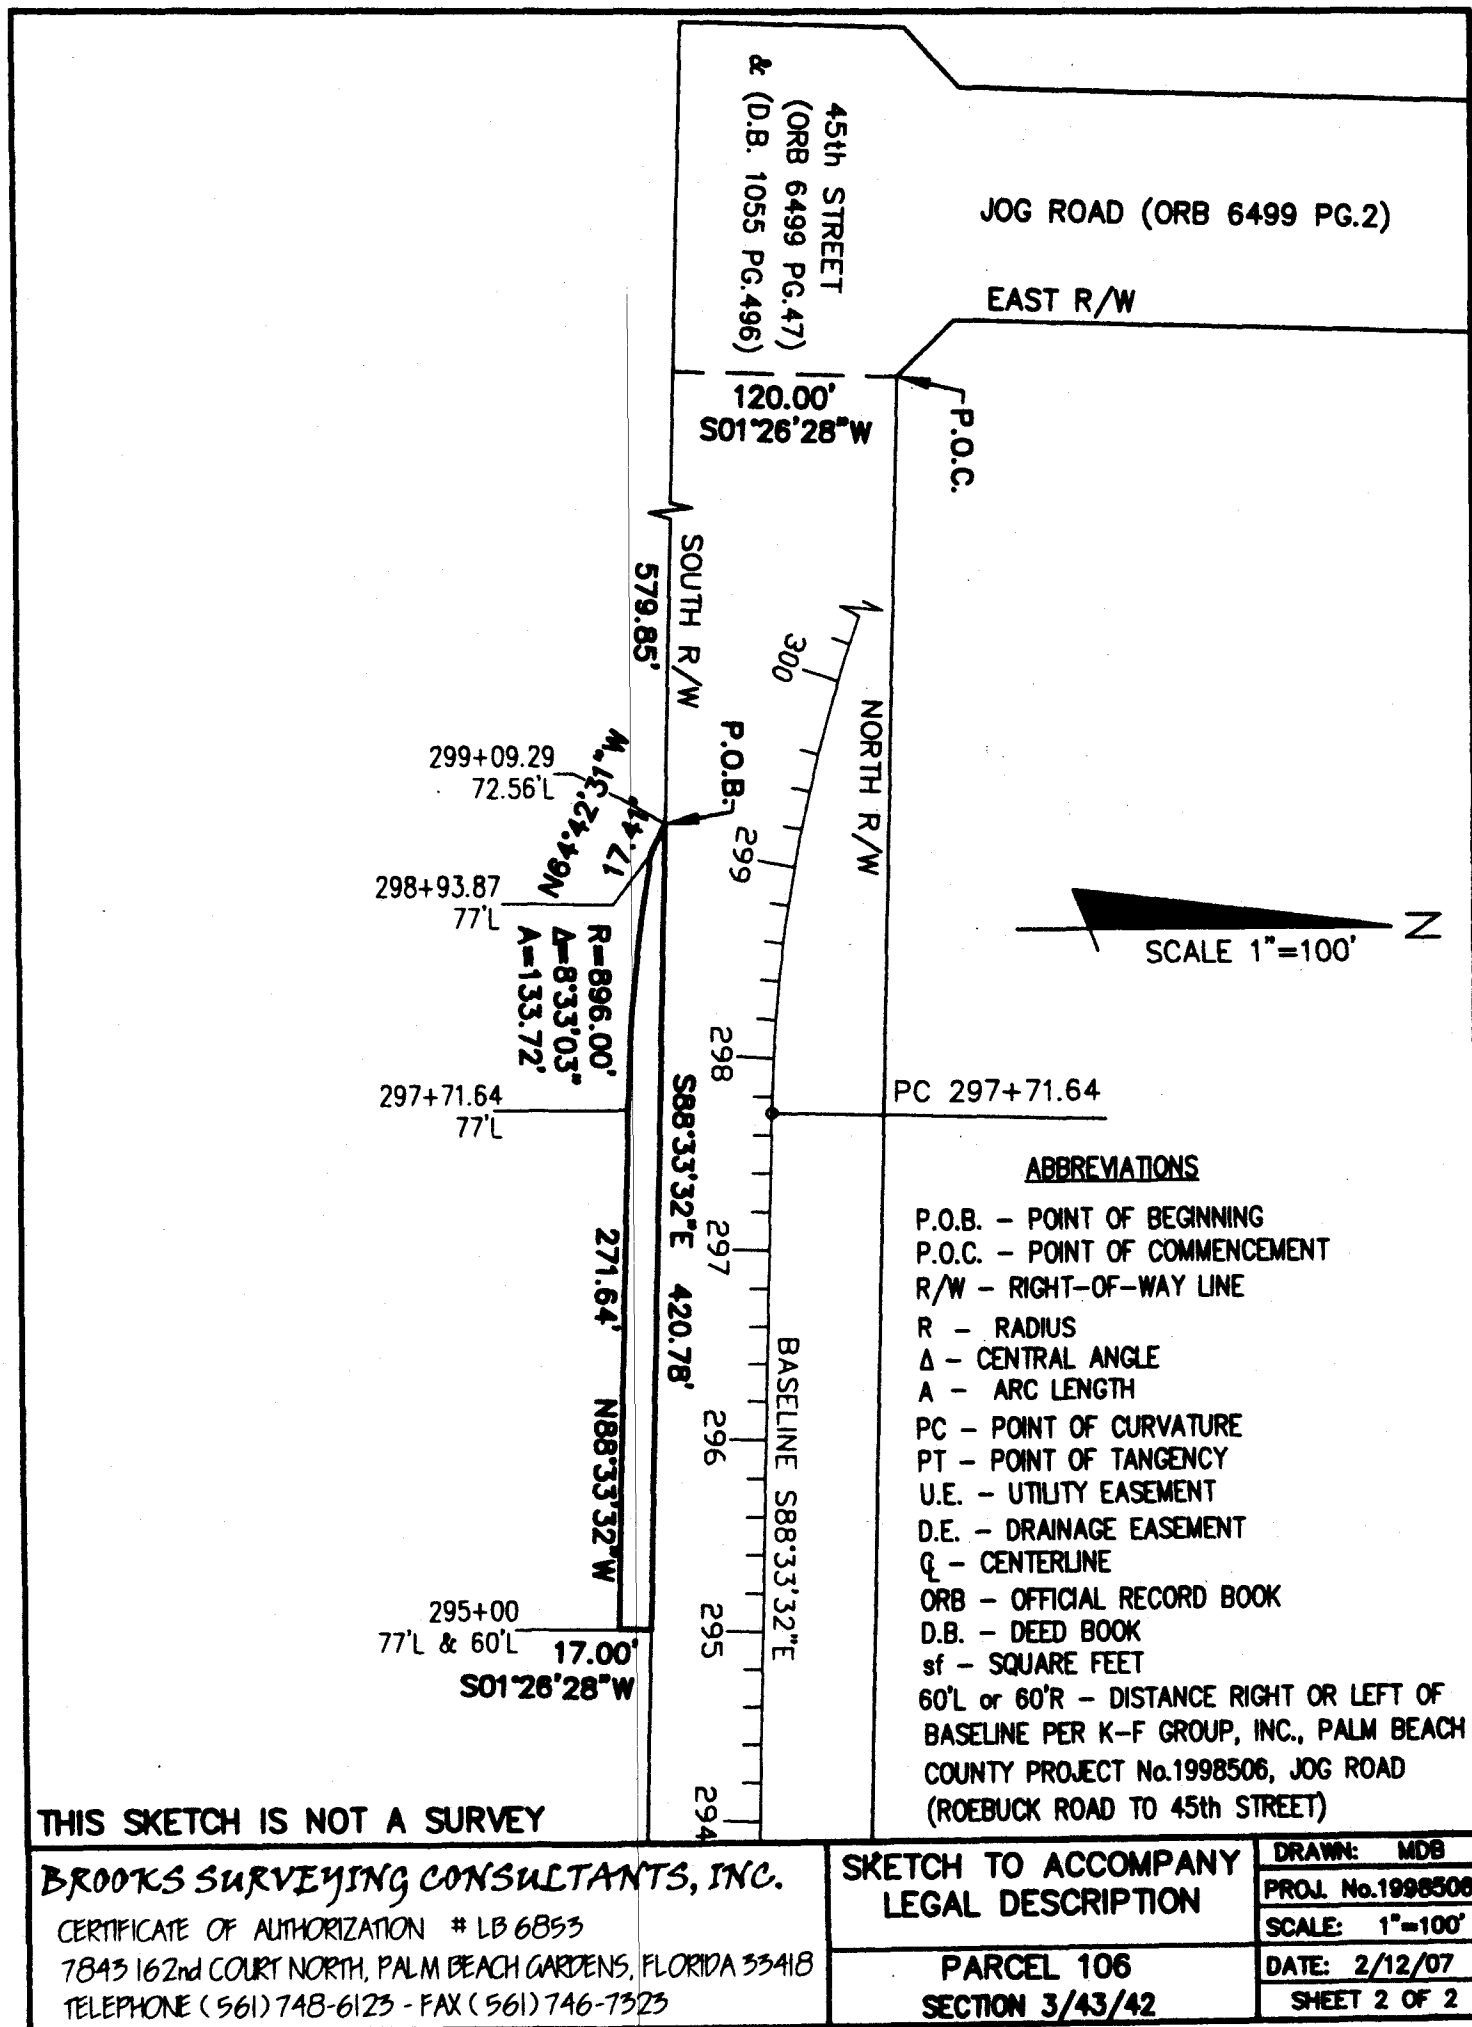 45th STREET
(ORB 6499 PG.47)
& (D.B. 1055 PG.496)
JOG ROAD (ORB 6499 PG.2)
EAST R/W
120.00'
S01°26'28"W
P.O.C.
SOUTH R/W
579.85'
300
NORTH R/W
P.O.B.
299+09.29
72.56'L
N64°42'31"W
17.41'
299
298+93.87
77'L
R=896.00'
Δ=8°33'03"
A=133.72'
N
SCALE 1"=100'
298
297+71.64
77'L
PC 297+71.64
S88°33'32"E 420.78'
297
271.64' N88°33'32"W
296
BASELINE S88°33'32"E
295
295+00
77'L & 60'L
17.00'
S01°26'28"W
294
ABBREVIATIONS
P.O.B. - POINT OF BEGINNING
P.O.C. - POINT OF COMMENCEMENT
R/W - RIGHT-OF-WAY LINE
R - RADIUS
Δ - CENTRAL ANGLE
A - ARC LENGTH
PC - POINT OF CURVATURE
PT - POINT OF TANGENCY
U.E. - UTILITY EASEMENT
D.E. - DRAINAGE EASEMENT
℄ - CENTERLINE
ORB - OFFICIAL RECORD BOOK
D.B. - DEED BOOK
sf - SQUARE FEET
60'L or 60'R - DISTANCE RIGHT OR LEFT OF
BASELINE PER K-F GROUP, INC., PALM BEACH
COUNTY PROJECT No.1998506, JOG ROAD
(ROEBUCK ROAD TO 45th STREET)
THIS SKETCH IS NOT A SURVEY
BROOKS SURVEYING CONSULTANTS, INC.
CERTIFICATE OF AUTHORIZATION # LB 6853
7843 162nd COURT NORTH, PALM BEACH GARDENS, FLORIDA 33418
TELEPHONE (561) 748-6123 - FAX (561) 746-7323
SKETCH TO ACCOMPANY
LEGAL DESCRIPTION
PARCEL 106
SECTION 3/43/42
DRAWN: MDB
PROJ. No.1998506
SCALE: 1"=100'
DATE: 2/12/07
SHEET 2 OF 2